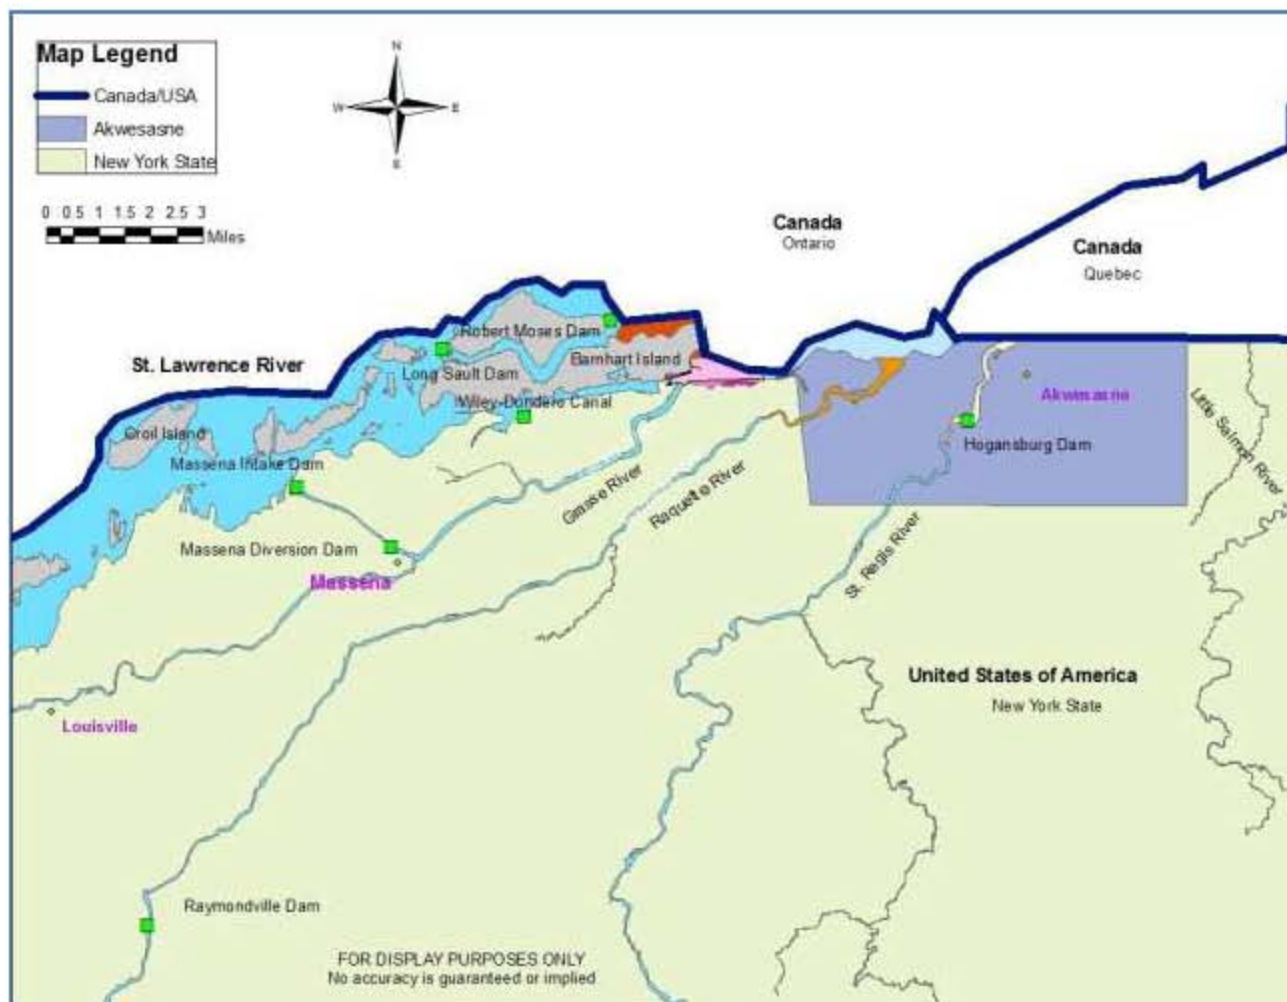 Map Legend
Canada/USA
Akwesasne
New York State
N
W
E
S
0 0.5 1 1.5 2 2.5 3
Miles
Canada
Ontario
Canada
Quebec
St. Lawrence River
Robert Moses Dam
Barnhart Island
Long Sault Dam
Wiley-Dondero Canal
Croil Island
Massena Intake Dam
Akwesasne
Hogansburg Dam
Little Salmon River
Grasse River
Raquette River
Massena Diversion Dam
Massena
St. Regis River
United States of America
New York State
Louisville
Raymondville Dam
FOR DISPLAY PURPOSES ONLY
No accuracy is guaranteed or implied